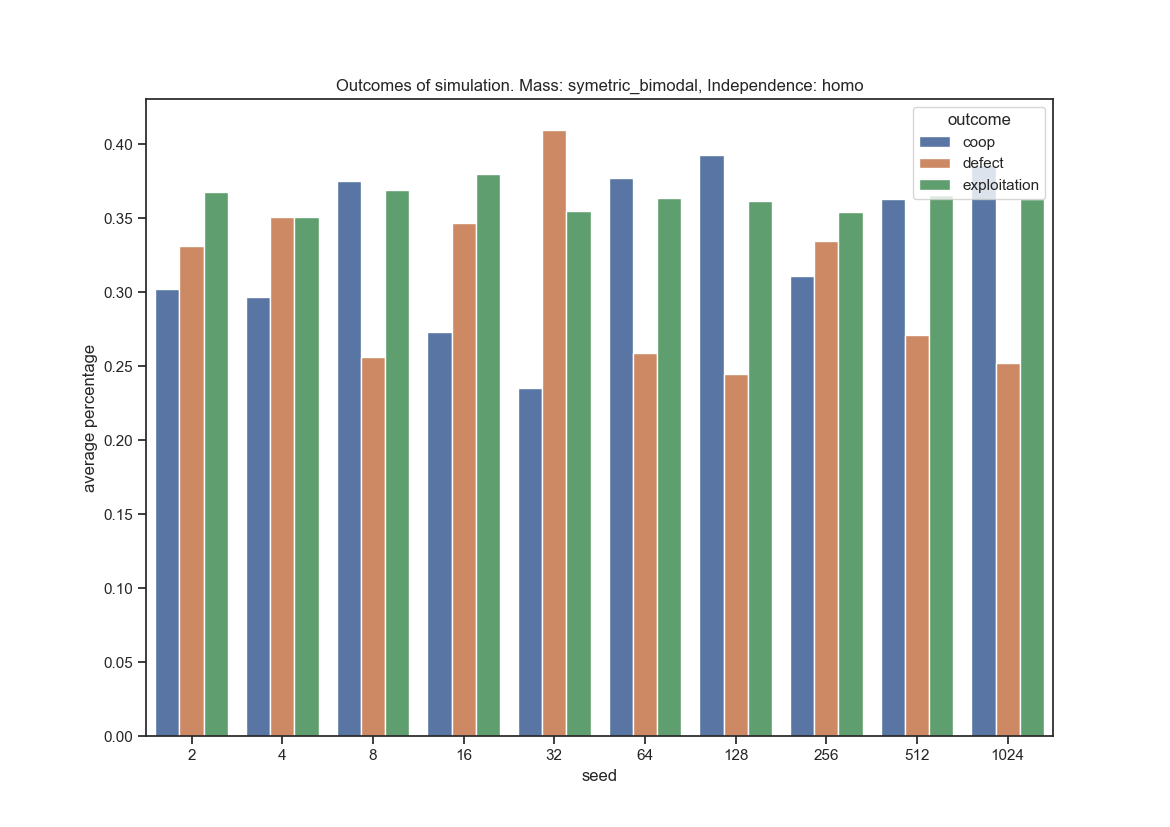 Outcomes of simulation. Mass: symetric_bimodal, Independence: homo
outcome
coop
defect
exploitation
average percentage
0.40
0.35
0.30
0.25
0.20
0.15
0.10
0.05
0.00
2 4 8 16 32 64 128 256 512 1024
seed